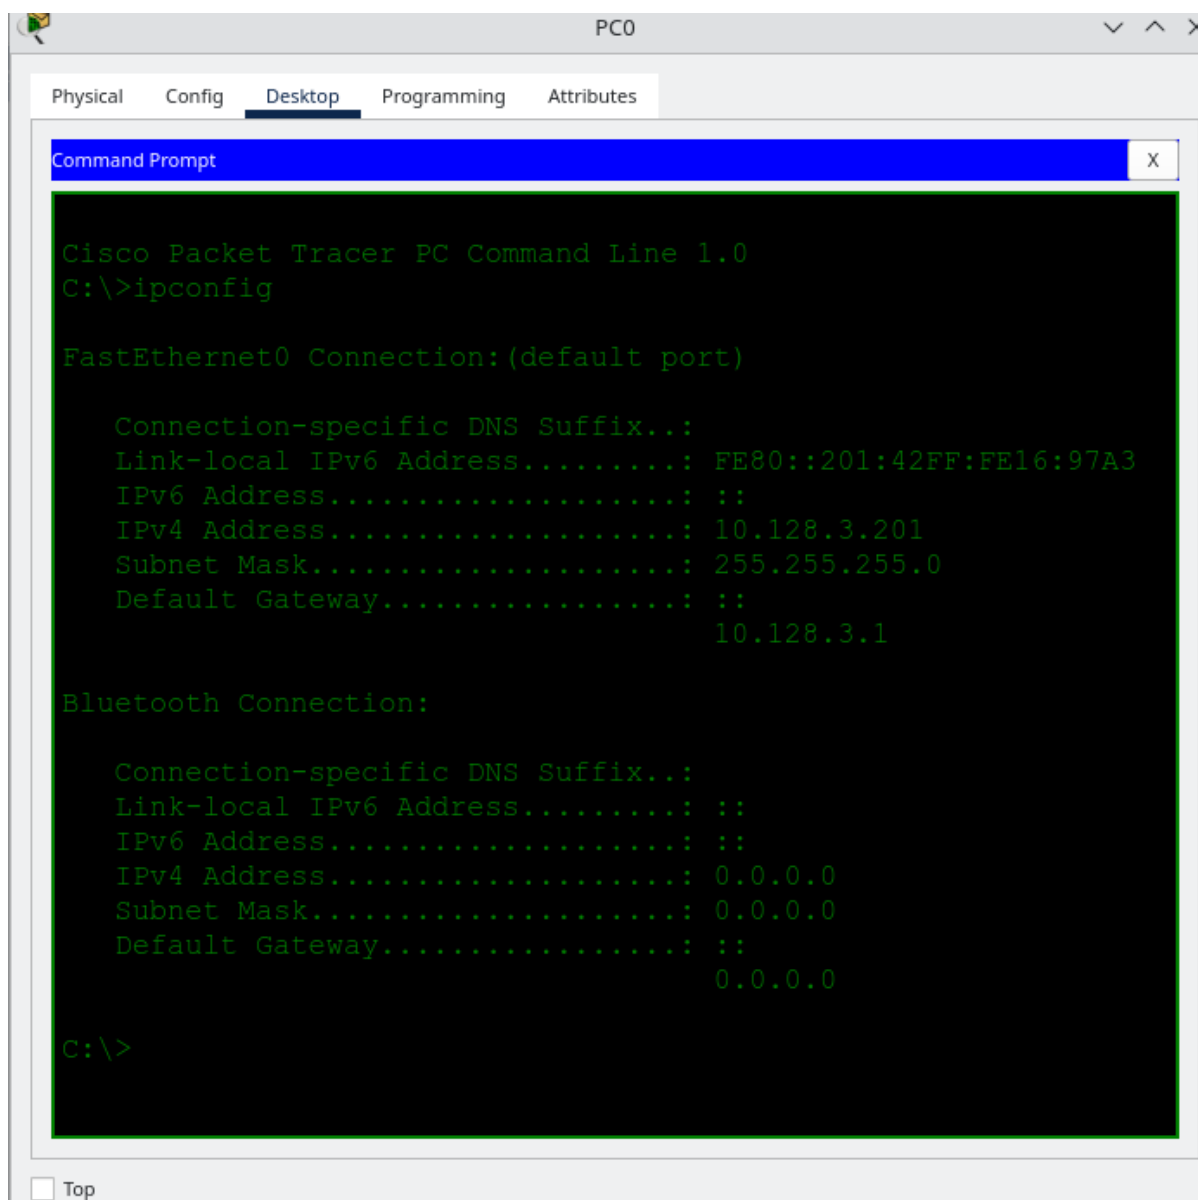 PC0
Physical Config Desktop Programming Attributes
Command Prompt X
Cisco Packet Tracer PC Command Line 1.0
C:\>ipconfig
FastEthernet0 Connection:(default port)
Connection-specific DNS Suffix..:
Link-local IPv6 Address.........: FE80::201:42FF:FE16:97A3
IPv6 Address....................: ::
IPv4 Address....................: 10.128.3.201
Subnet Mask.....................: 255.255.255.0
Default Gateway.................: ::
10.128.3.1
Bluetooth Connection:
Connection-specific DNS Suffix..:
Link-local IPv6 Address.........: ::
IPv6 Address....................: ::
IPv4 Address....................: 0.0.0.0
Subnet Mask.....................: 0.0.0.0
Default Gateway.................: ::
0.0.0.0
C:\>
Top